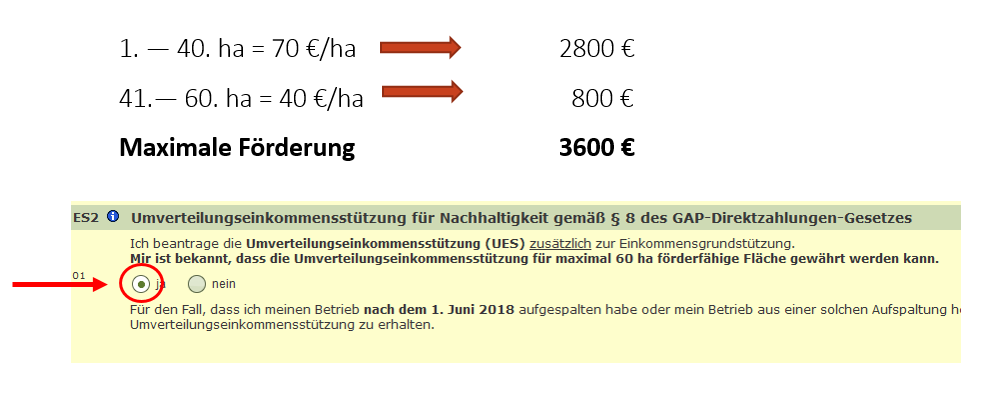 1. — 40. ha = 70 €/ha 2800 €
41.— 60. ha = 40 €/ha 800 €
Maximale Förderung 3600 €
ES2 i Umverteilungseinkommensstützung für Nachhaltigkeit gemäß § 8 des GAP-Direktzahlungen-Gesetzes
Ich beantrage die Umverteilungseinkommensstützung (UES) zusätzlich zur Einkommensgrundstützung.
Mir ist bekannt, dass die Umverteilungseinkommensstützung für maximal 60 ha förderfähige Fläche gewährt werden kann.
01 ja nein
Für den Fall, dass ich meinen Betrieb nach dem 1. Juni 2018 aufgespalten habe oder mein Betrieb aus einer solchen Aufspaltung
Umverteilungseinkommensstützung zu erhalten.